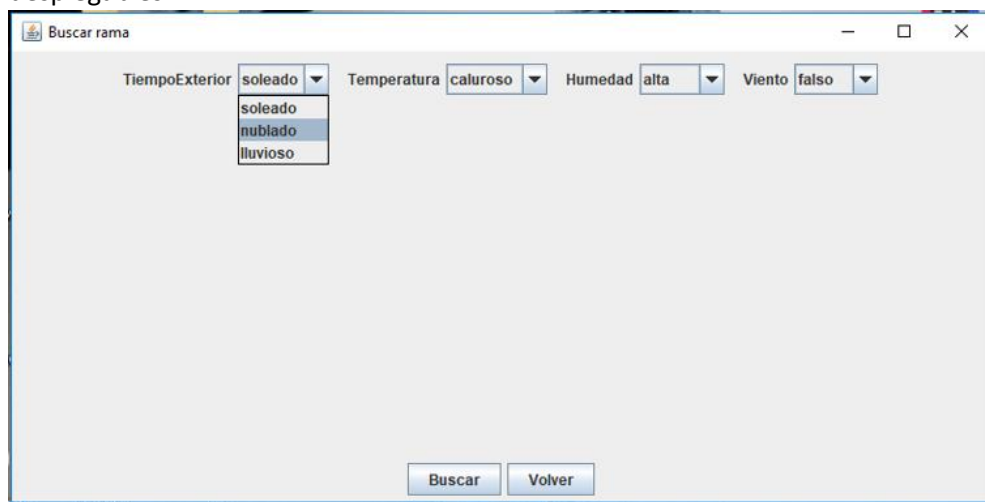 Buscar rama
TiempoExterior soleado Temperatura caluroso Humedad alta Viento falso
soleado
nublado
lluvioso
Buscar Volver